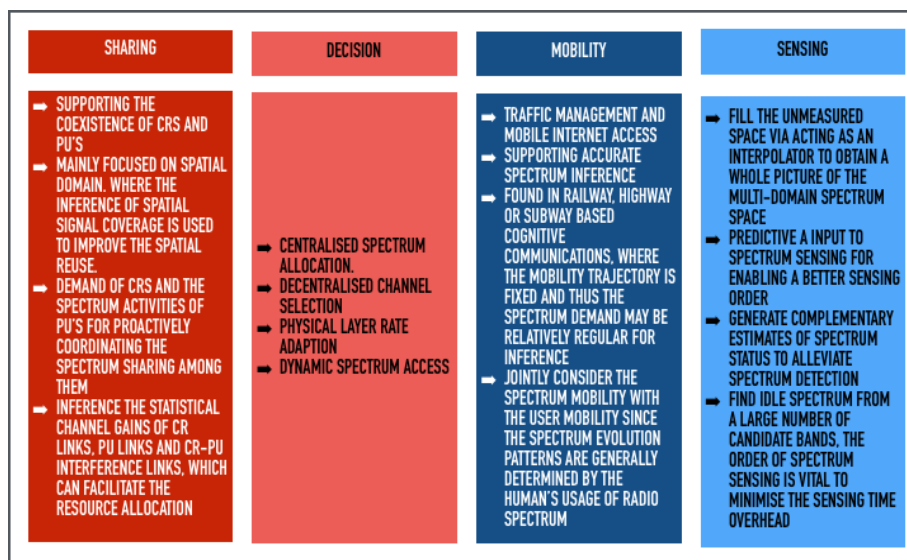 SHARING
➡ SUPPORTING THE
COEXISTENCE OF CRS AND
PU'S
➡ MAINLY FOCUSED ON SPATIAL
DOMAIN. WHERE THE
INFERENCE OF SPATIAL
SIGNAL COVERAGE IS USED
TO IMPROVE THE SPATIAL
REUSE.
➡ DEMAND OF CRS AND THE
SPECTRUM ACTIVITIES OF
PU'S FOR PROACTIVELY
COORDINATING THE
SPECTRUM SHARING AMONG
THEM
➡ INFERENCE THE STATISTICAL
CHANNEL GAINS OF CR
LINKS, PU LINKS AND CR-PU
INTERFERENCE LINKS, WHICH
CAN FACILITATE THE
RESOURCE ALLOCATION
DECISION
➡ CENTRALISED SPECTRUM
ALLOCATION.
➡ DECENTRALISED CHANNEL
SELECTION
➡ PHYSICAL LAYER RATE
ADAPTION
➡ DYNAMIC SPECTRUM ACCESS
MOBILITY
➡ TRAFFIC MANAGEMENT AND
MOBILE INTERNET ACCESS
➡ SUPPORTING ACCURATE
SPECTRUM INFERENCE
➡ FOUND IN RAILWAY, HIGHWAY
OR SUBWAY BASED
COGNITIVE
COMMUNICATIONS, WHERE
THE MOBILITY TRAJECTORY IS
FIXED AND THUS THE
SPECTRUM DEMAND MAY BE
RELATIVELY REGULAR FOR
INFERENCE
➡ JOINTLY CONSIDER THE
SPECTRUM MOBILITY WITH
THE USER MOBILITY SINCE
THE SPECTRUM EVOLUTION
PATTERNS ARE GENERALLY
DETERMINED BY THE
HUMAN'S USAGE OF RADIO
SPECTRUM
SENSING
➡ FILL THE UNMEASURED
SPACE VIA ACTING AS AN
INTERPOLATOR TO OBTAIN A
WHOLE PICTURE OF THE
MULTI-DOMAIN SPECTRUM
SPACE
➡ PREDICTIVE A INPUT TO
SPECTRUM SENSING FOR
ENABLING A BETTER SENSING
ORDER
➡ GENERATE COMPLEMENTARY
ESTIMATES OF SPECTRUM
STATUS TO ALLEVIATE
SPECTRUM DETECTION
➡ FIND IDLE SPECTRUM FROM
A LARGE NUMBER OF
CANDIDATE BANDS, THE
ORDER OF SPECTRUM
SENSING IS VITAL TO
MINIMISE THE SENSING TIME
OVERHEAD